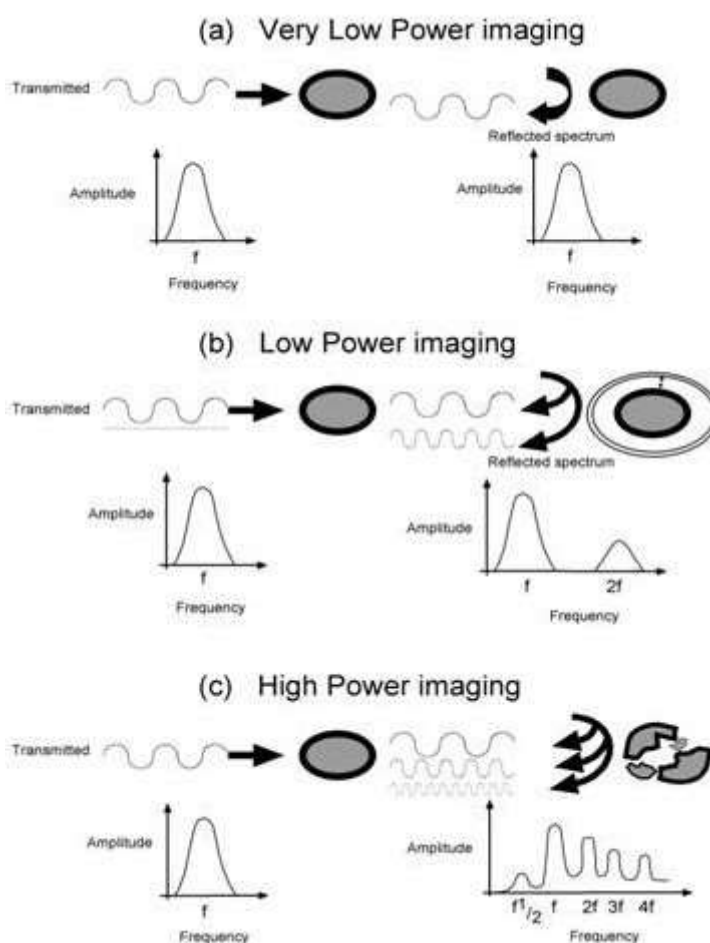 (a) Very Low Power imaging
Transmitted
Reflected spectrum
Amplitude
f
Frequency
Amplitude
f
Frequency
(b) Low Power imaging
Transmitted
Reflected spectrum
Amplitude
f
Frequency
Amplitude
f 2f
Frequency
(c) High Power imaging
Transmitted
Amplitude
f
Frequency
Amplitude
f1/2 f 2f 3f 4f
Frequency